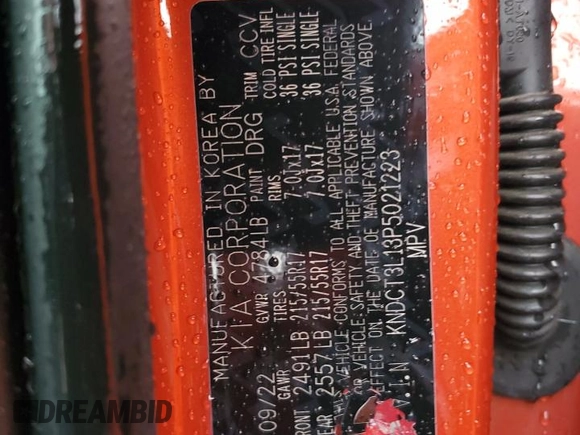 MANUFACTURED IN KOREA BY
KIA CORPORATION
09/22 GVWR 4784LB PAINT DRG TRIM CCV
GAWR TIRES RIMS COLD TIRE INFL
FRONT 2491LB 215/55R17 7.0Jx17 36 PSI SINGLE
REAR 2557LB 215/55R17 7.0Jx17 36 PSI SINGLE
VEHICLE CONFORMS TO ALL APPLICABLE U.S.A. FEDERAL
VEHICLE SAFETY AND THEFT PREVENTION STANDARDS
EFFECT ON THE DATE OF MANUFACTURE SHOWN ABOVE.
KNDCT3L13P5021223
MPV
DREAMBID